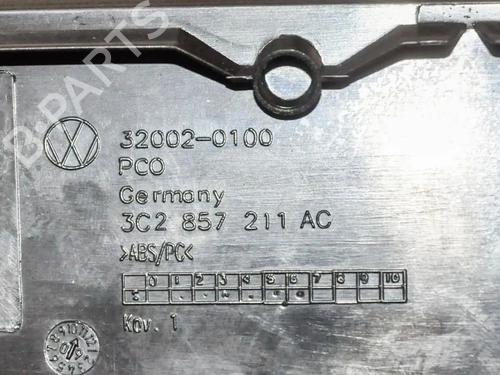 B-PARTS
32002-0100
PCO
Germany
3C2 857 211 AC
>ABS/PC<
0 1 2 3 4 5 6 7 8 9 10
Kav. 1